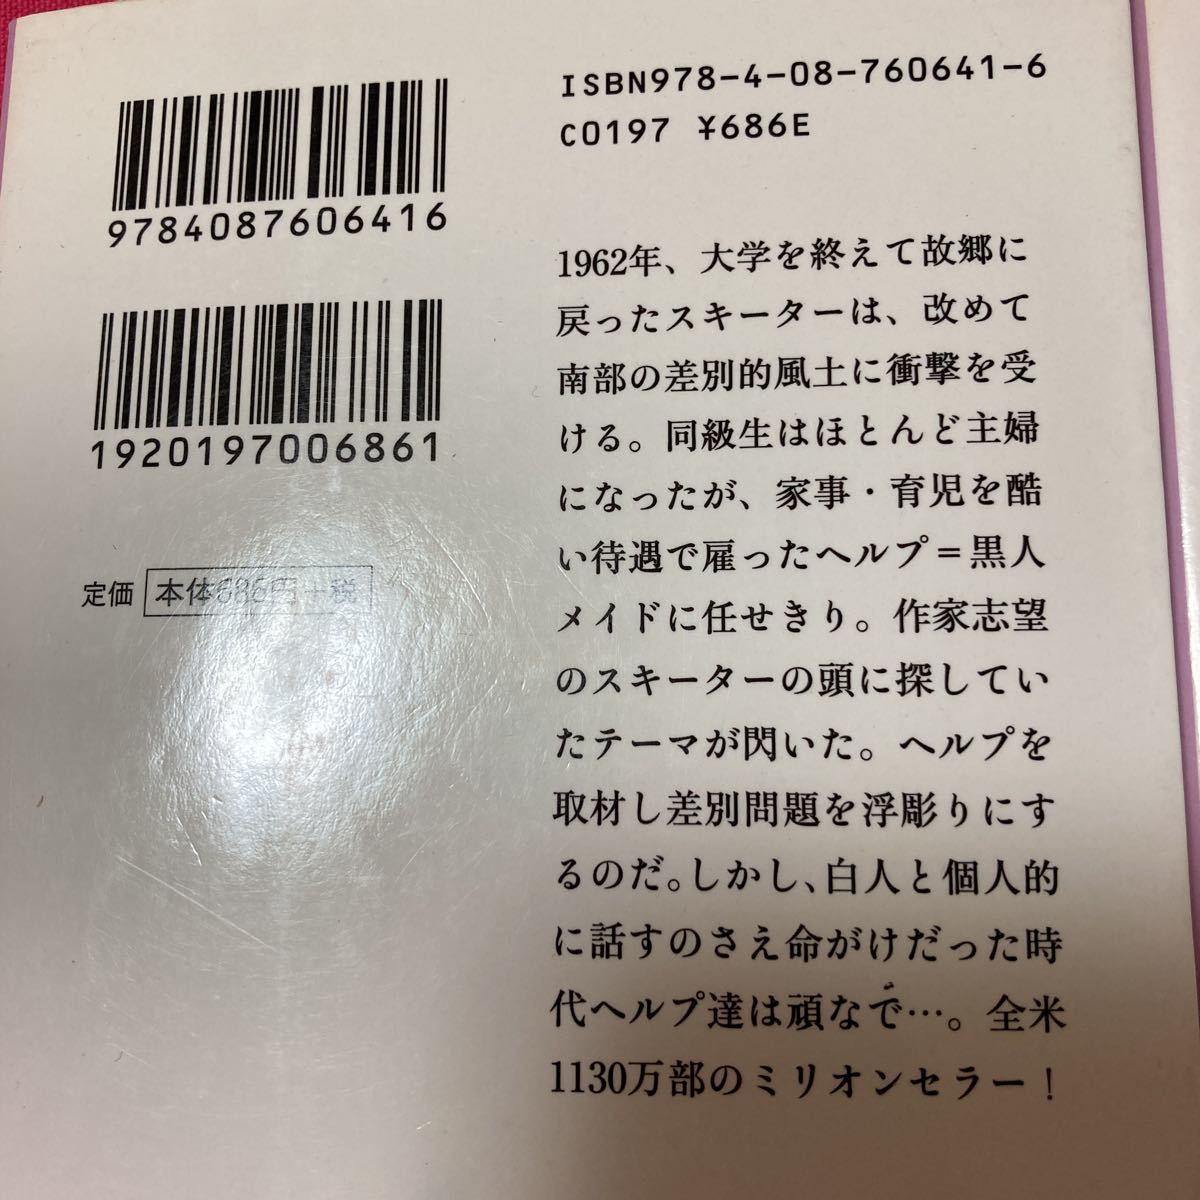 ISBN978-4-08-760641-6
C0197 ¥686E
9784087606416
1920197006861
定価 本体686円+税
1962年、大学を終えて故郷に
戻ったスキーターは、改めて
南部の差別的風土に衝撃を受
ける。同級生はほとんど主婦
になったが、家事・育児を酷
い待遇で雇ったヘルプ＝黒人
メイドに任せきり。作家志望
のスキーターの頭に探してい
たテーマが閃いた。ヘルプを
取材し差別問題を浮彫りにす
るのだ。しかし、白人と個人的
に話すのさえ命がけだった時
代ヘルプ達は頑なで…。全米
1130万部のミリオンセラー！